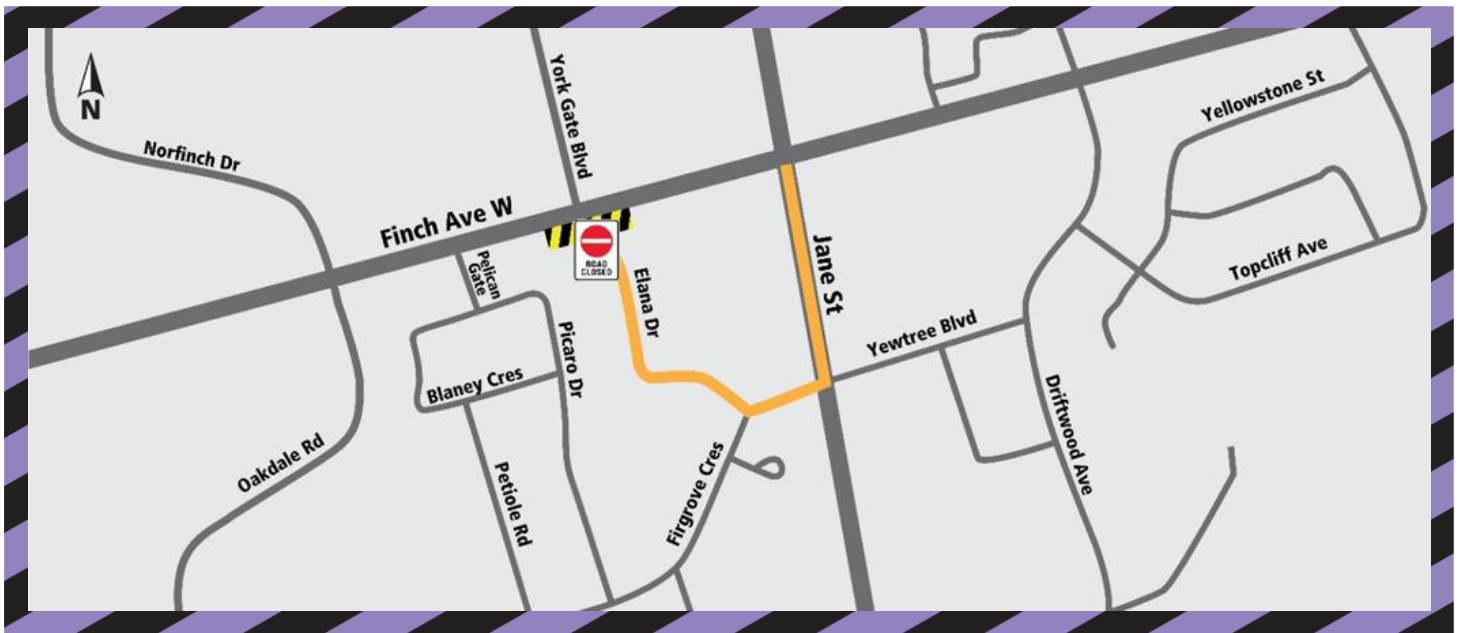 N
Norfinch Dr
York Gate Blvd
Yellowstone St
Finch Ave W
ROAD
CLOSED
Pelican
Gate
Elana Dr
Jane St
Topcliff Ave
Yewtree Blvd
Picaro Dr
Blaney Cres
Driftwood Ave
Oakdale Rd
Petiole Rd
Firgrove Cres